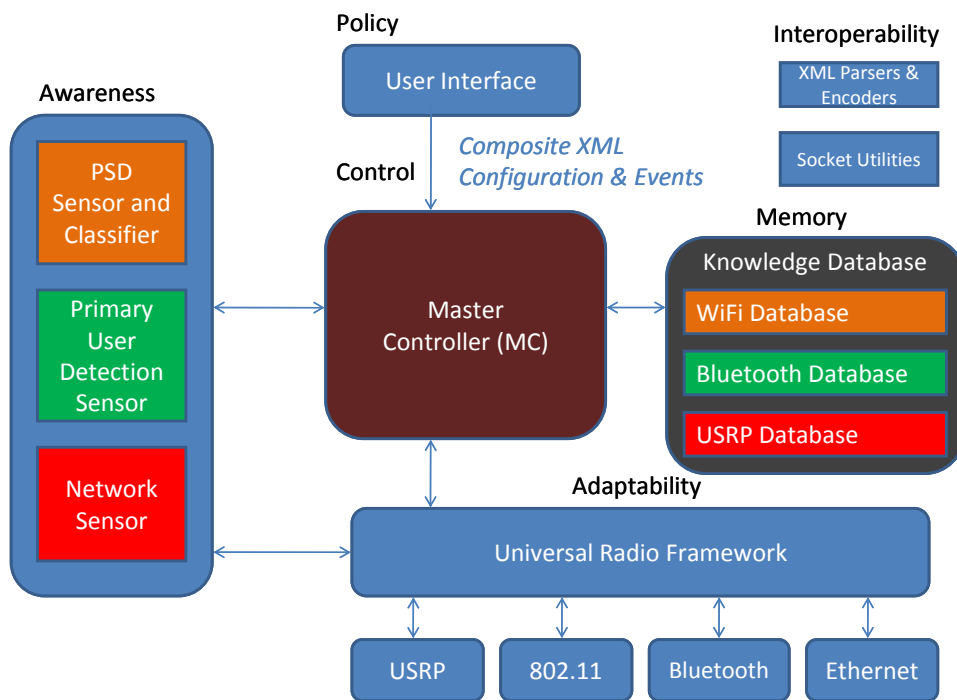 Policy
User Interface
Interoperability
XML Parsers &
Encoders
Socket Utilities
Awareness
PSD
Sensor and
Classifier
Primary
User
Detection
Sensor
Network
Sensor
Control
Composite XML
Configuration & Events
Master
Controller (MC)
Memory
Knowledge Database
WiFi Database
Bluetooth Database
USRP Database
Adaptability
Universal Radio Framework
USRP
802.11
Bluetooth
Ethernet